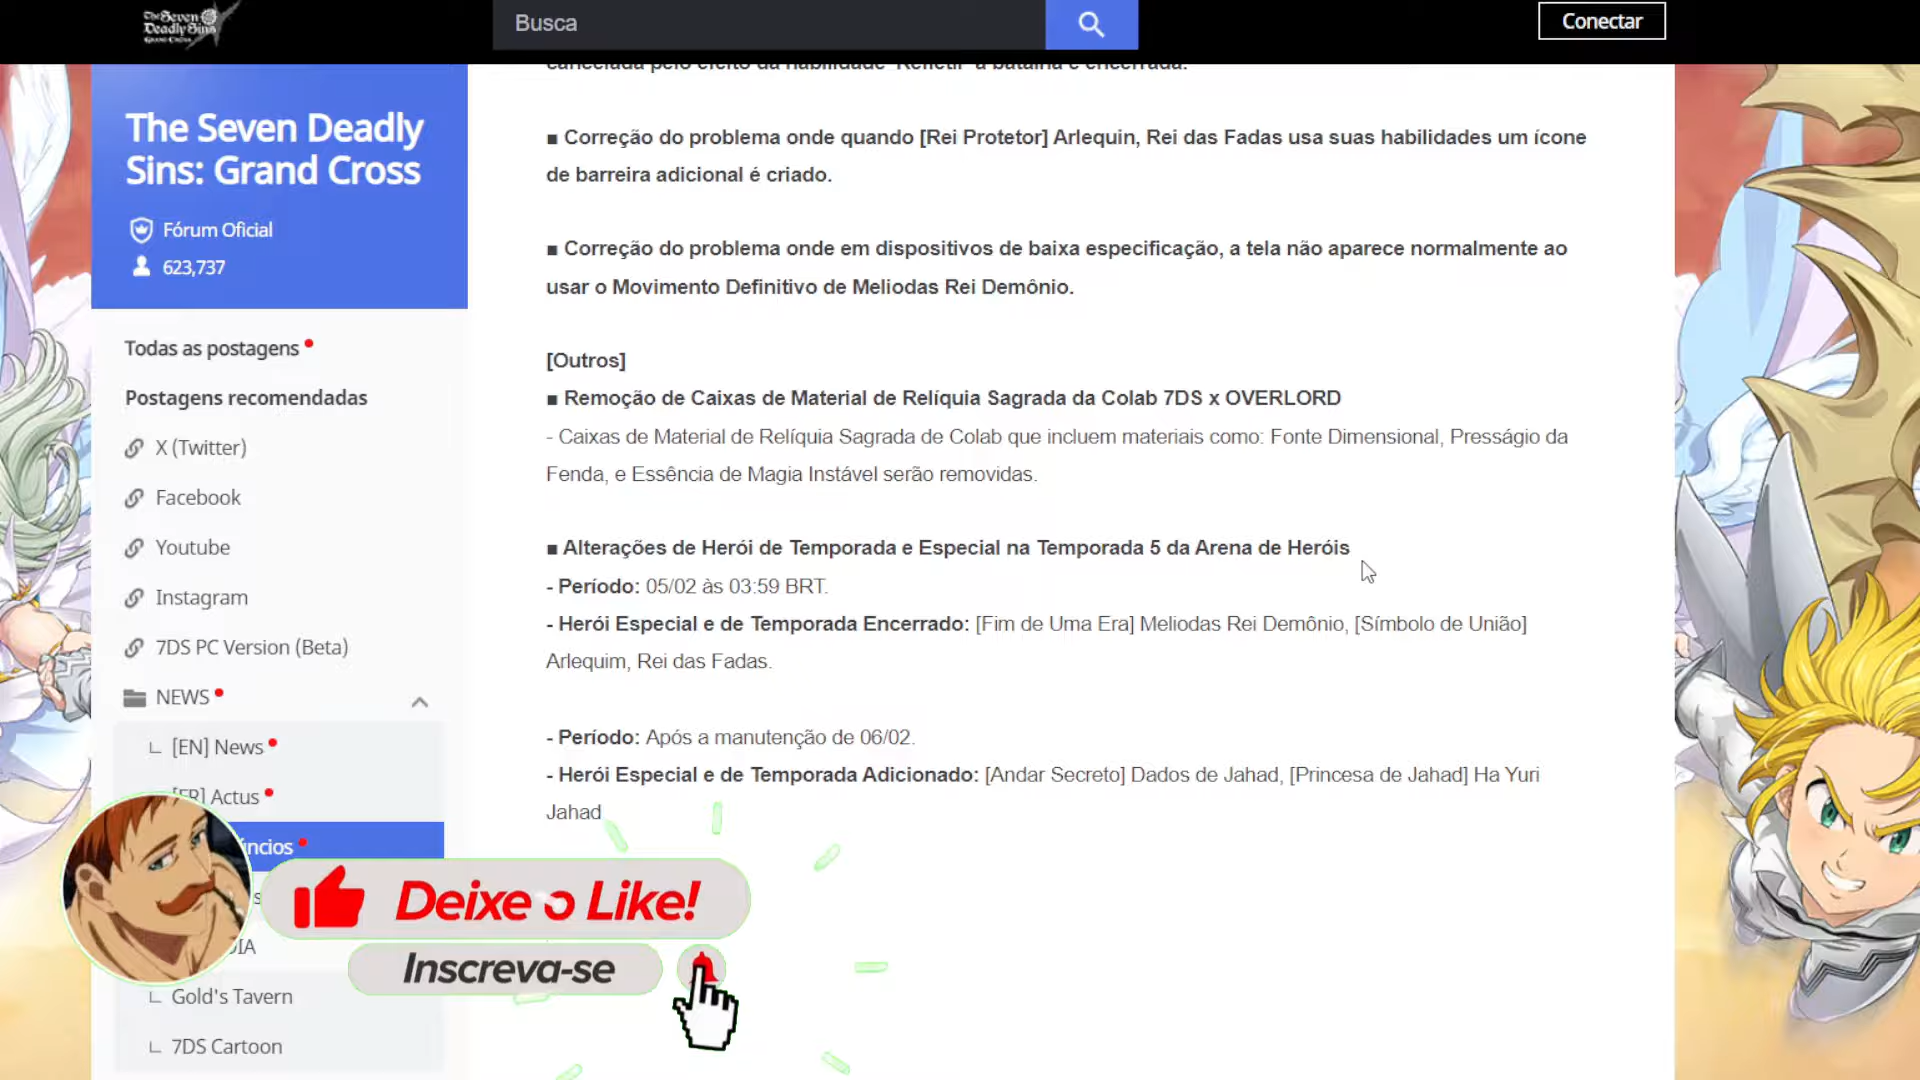 The Seven
Deadly Sins
GRAND CROSS
Busca
Conectar
The Seven Deadly
Sins: Grand Cross
Fórum Oficial
623,737
Todas as postagens
Postagens recomendadas
X (Twitter)
Facebook
Youtube
Instagram
7DS PC Version (Beta)
NEWS
[EN] News
[FR] Actus
Gold's Tavern
7DS Cartoon
■ Correção do problema onde quando [Rei Protetor] Arlequin, Rei das Fadas usa suas habilidades um ícone
de barreira adicional é criado.
■ Correção do problema onde em dispositivos de baixa especificação, a tela não aparece normalmente ao
usar o Movimento Definitivo de Meliodas Rei Demônio.
[Outros]
■ Remoção de Caixas de Material de Relíquia Sagrada da Colab 7DS x OVERLORD
- Caixas de Material de Relíquia Sagrada de Colab que incluem materiais como: Fonte Dimensional, Presságio da
Fenda, e Essência de Magia Instável serão removidas.
■ Alterações de Herói de Temporada e Especial na Temporada 5 da Arena de Heróis
- Período: 05/02 às 03:59 BRT.
- Herói Especial e de Temporada Encerrado: [Fim de Uma Era] Meliodas Rei Demônio, [Símbolo de União]
Arlequim, Rei das Fadas.
- Período: Após a manutenção de 06/02.
- Herói Especial e de Temporada Adicionado: [Andar Secreto] Dados de Jahad, [Princesa de Jahad] Ha Yuri
Jahad
Deixe o Like!
Inscreva-se